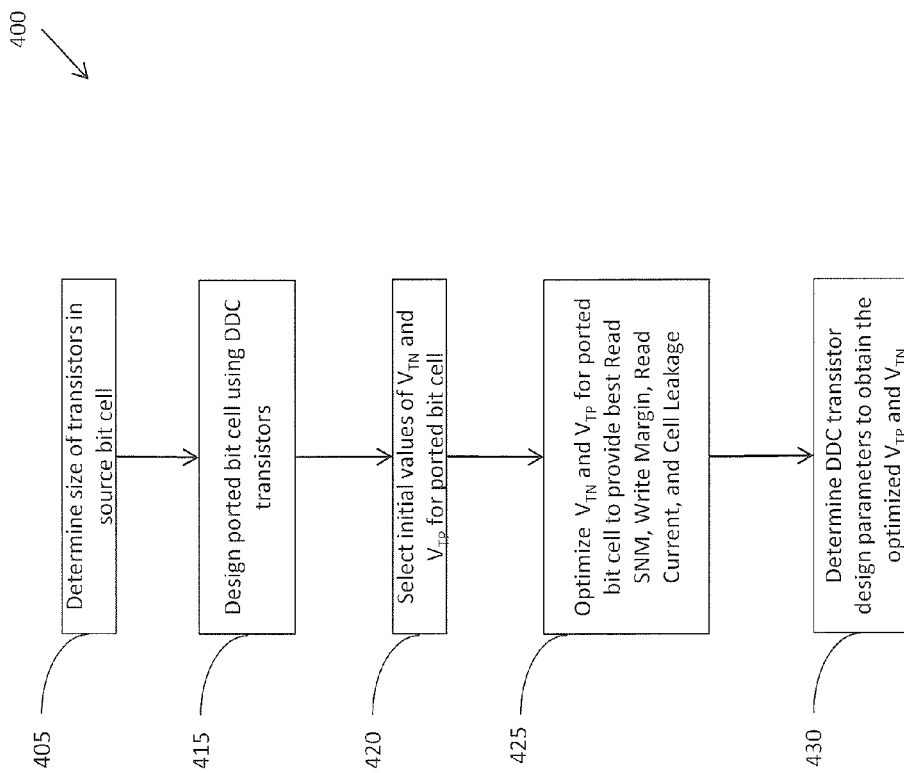 400
405
Determine size of transistors in
source bit cell
415
Design ported bit cell using DDC
transistors
420
Select initial values of VTN and
VTP for ported bit cell
425
Optimize VTN and VTP for ported
bit cell to provide best Read
SNM, Write Margin, Read
Current, and Cell Leakage
430
Determine DDC transistor
design parameters to obtain the
optimized VTP and VTN